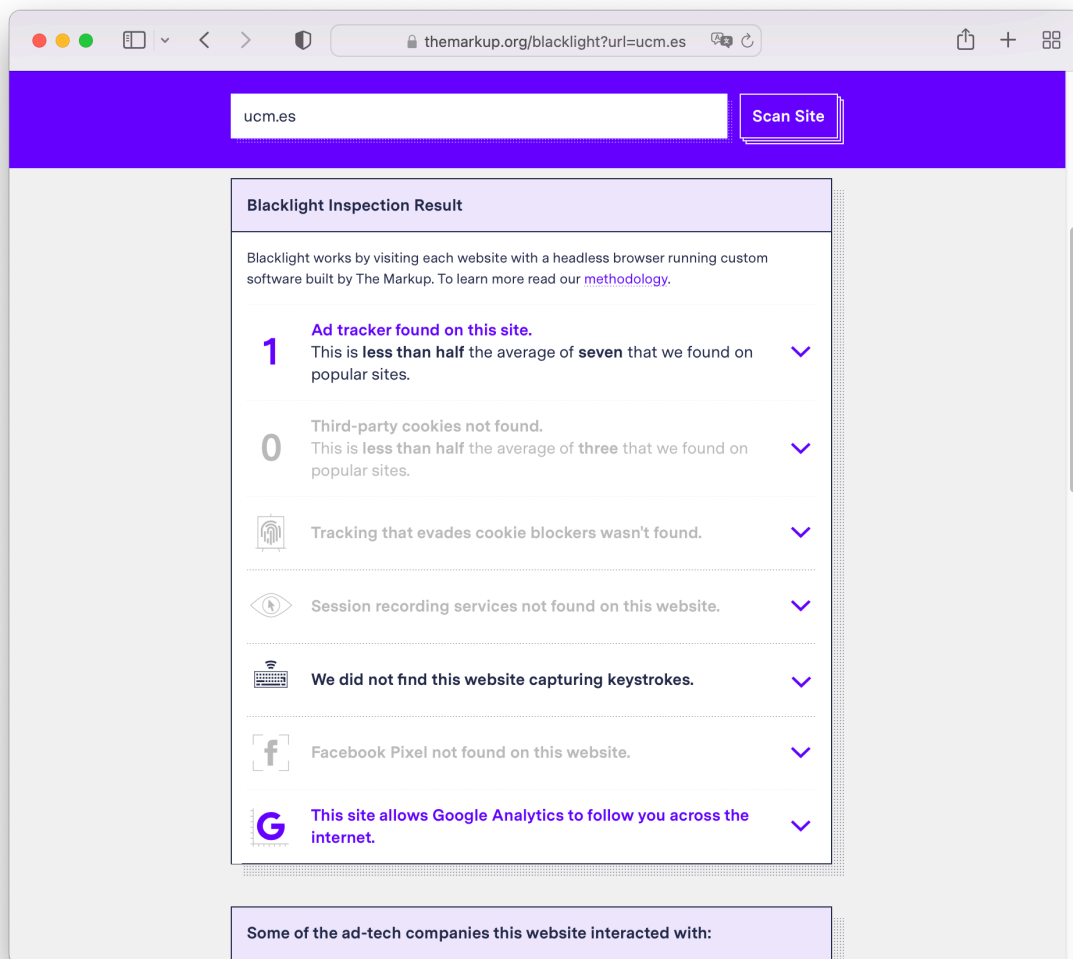 themarkup.org/blacklight?url=ucm.es
ucm.es
Scan Site
Blacklight Inspection Result
Blacklight works by visiting each website with a headless browser running custom
software built by The Markup. To learn more read our methodology.
1
Ad tracker found on this site.
This is less than half the average of seven that we found on
popular sites.
0
Third-party cookies not found.
This is less than half the average of three that we found on
popular sites.
Tracking that evades cookie blockers wasn't found.
Session recording services not found on this website.
We did not find this website capturing keystrokes.
Facebook Pixel not found on this website.
This site allows Google Analytics to follow you across the
internet.
Some of the ad-tech companies this website interacted with: